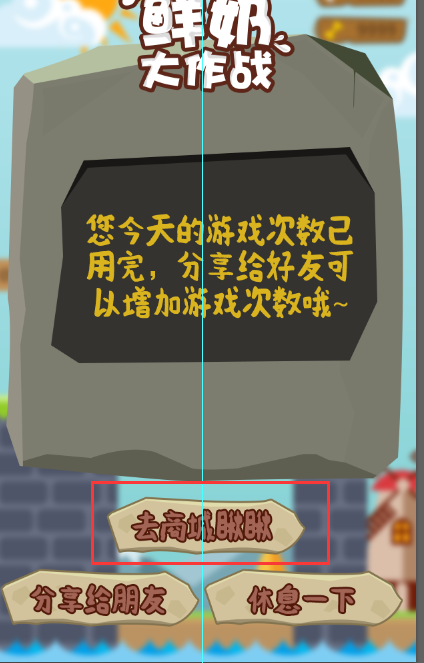 鲜奶
大作战
您今天的游戏次数已
用完，分享给好友可
以增加游戏次数哦~
去商城瞅瞅
分享给朋友
休息一下